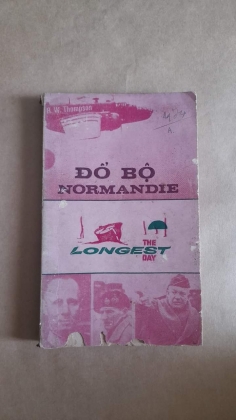 R. W. Thompson
ĐỔ BỘ
NORMANDIE
THE
LONGEST
DAY